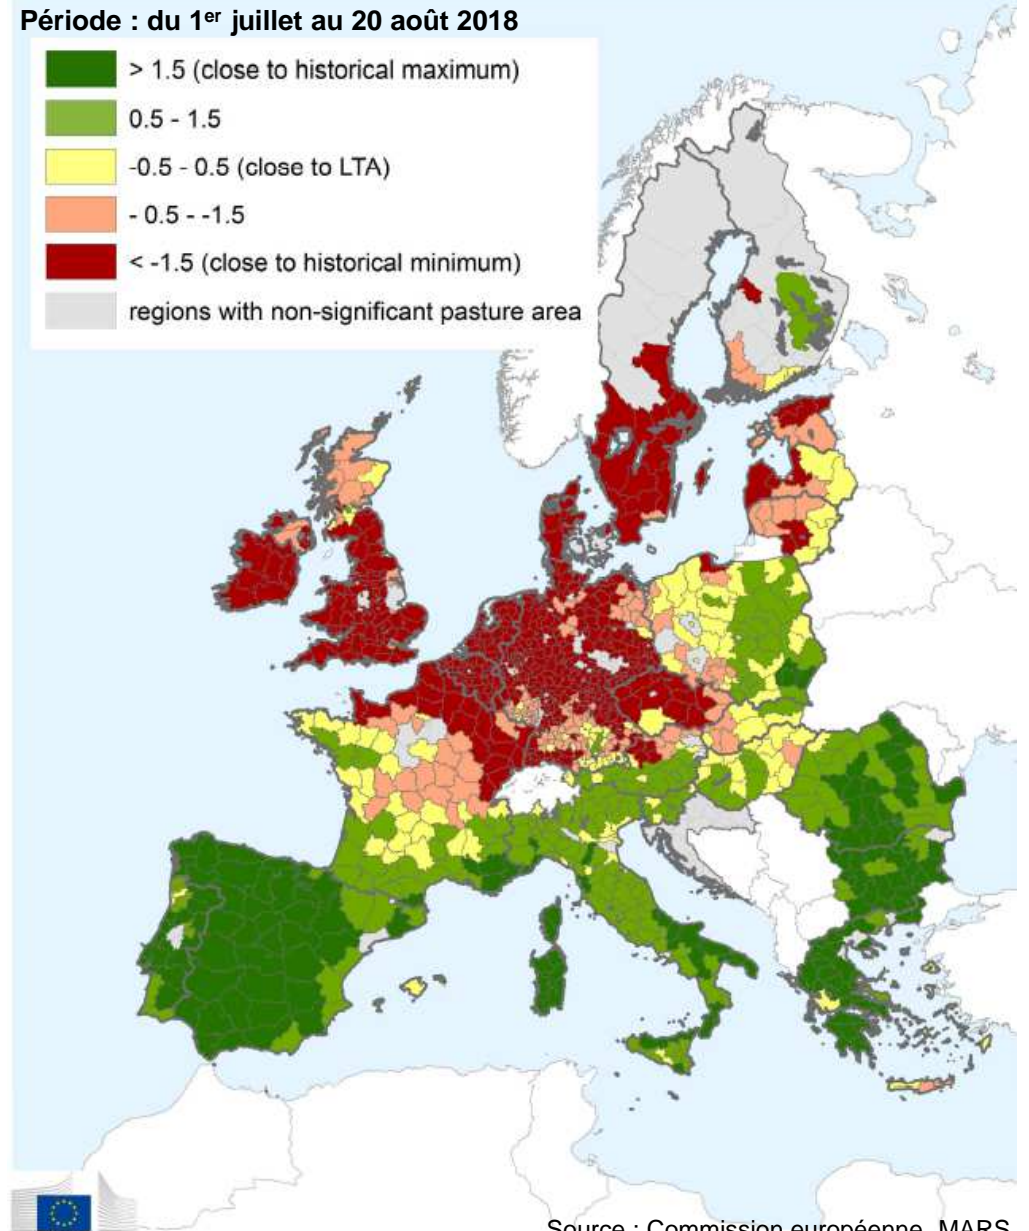 Période : du 1er juillet au 20 août 2018
> 1.5 (close to historical maximum)
0.5 - 1.5
-0.5 - 0.5 (close to LTA)
- 0.5 - -1.5
< -1.5 (close to historical minimum)
regions with non-significant pasture area
Source : Commission européenne, MARS